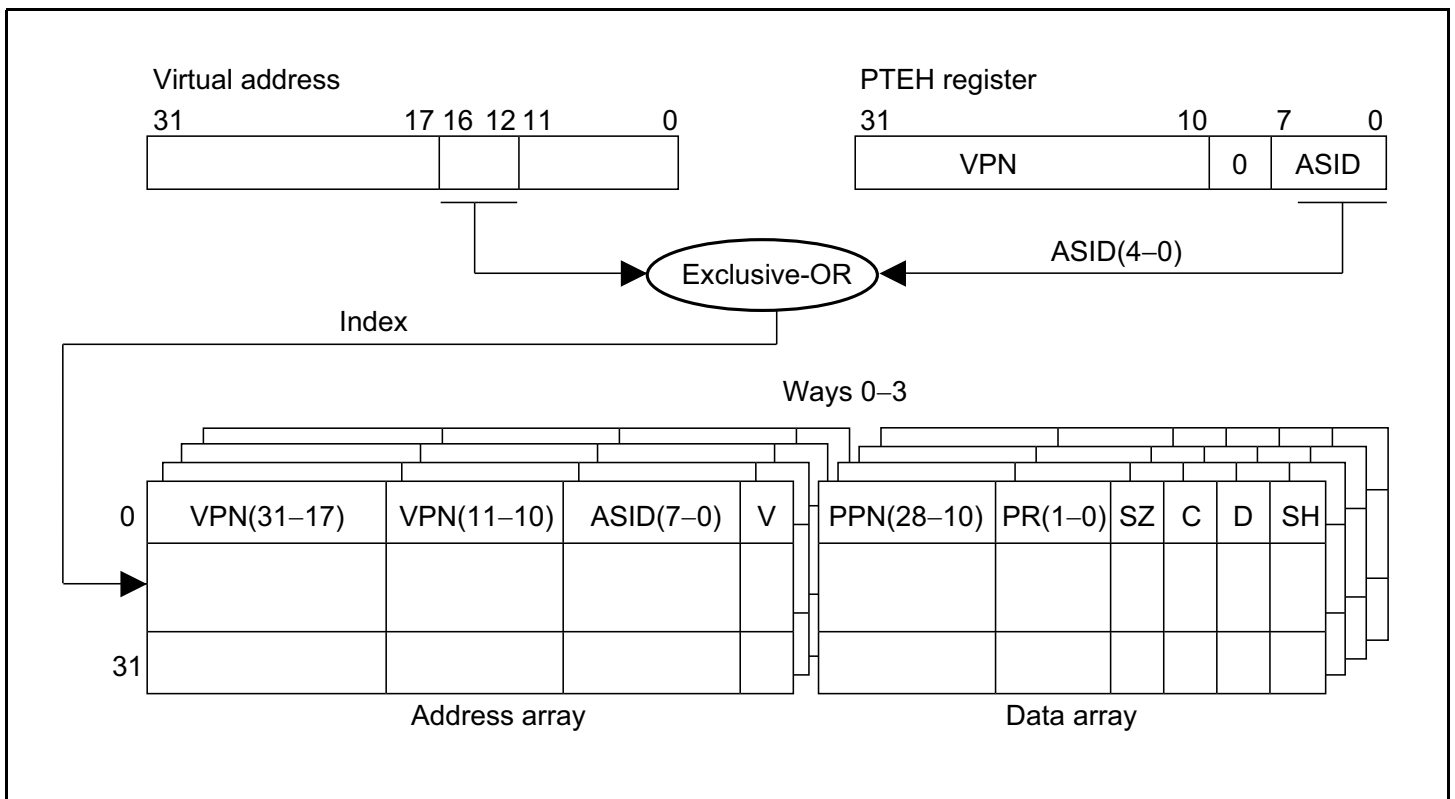 Virtual address
31 17 16 12 11 0
PTEH register
31 10 7 0
VPN 0 ASID
Exclusive-OR
ASID(4–0)
Index
Ways 0–3
0 VPN(31–17) VPN(11–10) ASID(7–0) V PPN(28–10) PR(1–0) SZ C D SH
31
Address array Data array